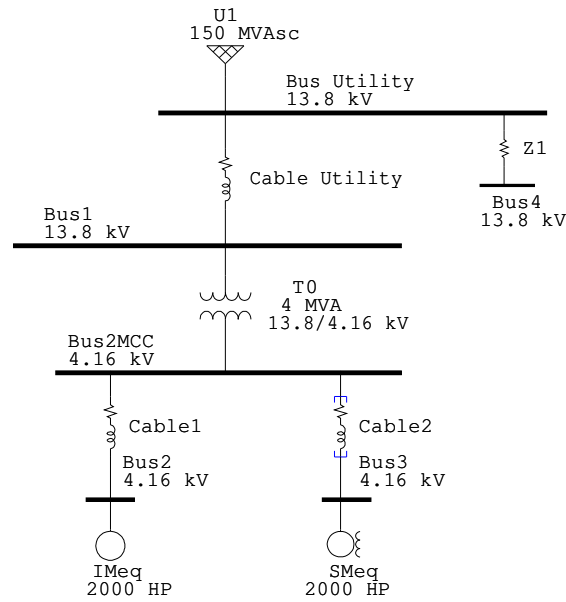 U1
150 MVAsc
Bus Utility
13.8 kV
Z1
Cable Utility
Bus4
13.8 kV
Bus1
13.8 kV
T0
4 MVA
13.8/4.16 kV
Bus2MCC
4.16 kV
Cable1
Cable2
Bus2
4.16 kV
Bus3
4.16 kV
IMeq
2000 HP
SMeq
2000 HP